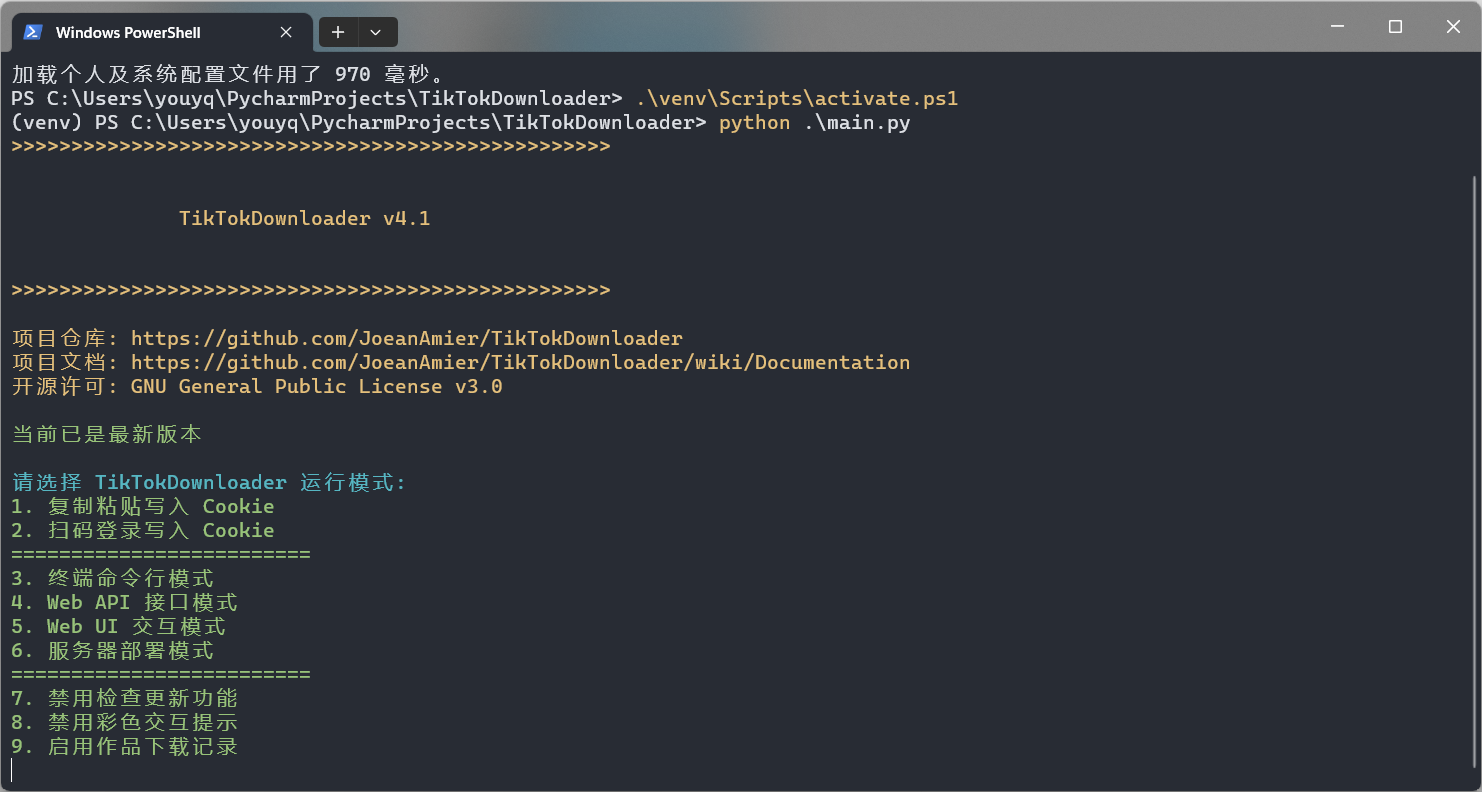 Windows PowerShell
加载个人及系统配置文件用了 970 毫秒。
PS C:\Users\youyq\PycharmProjects\TikTokDownloader> .\venv\Scripts\activate.ps1
(venv) PS C:\Users\youyq\PycharmProjects\TikTokDownloader> python .\main.py
>>>>>>>>>>>>>>>>>>>>>>>>>>>>>>>>>>>>>>>>>>>>>>>>>>
TikTokDownloader v4.1
>>>>>>>>>>>>>>>>>>>>>>>>>>>>>>>>>>>>>>>>>>>>>>>>>>
项目仓库: https://github.com/JoeanAmier/TikTokDownloader
项目文档: https://github.com/JoeanAmier/TikTokDownloader/wiki/Documentation
开源许可: GNU General Public License v3.0
当前已是最新版本
请选择 TikTokDownloader 运行模式:
1. 复制粘贴写入 Cookie
2. 扫码登录写入 Cookie
=========================
3. 终端命令行模式
4. Web API 接口模式
5. Web UI 交互模式
6. 服务器部署模式
=========================
7. 禁用检查更新功能
8. 禁用彩色交互提示
9. 启用作品下载记录